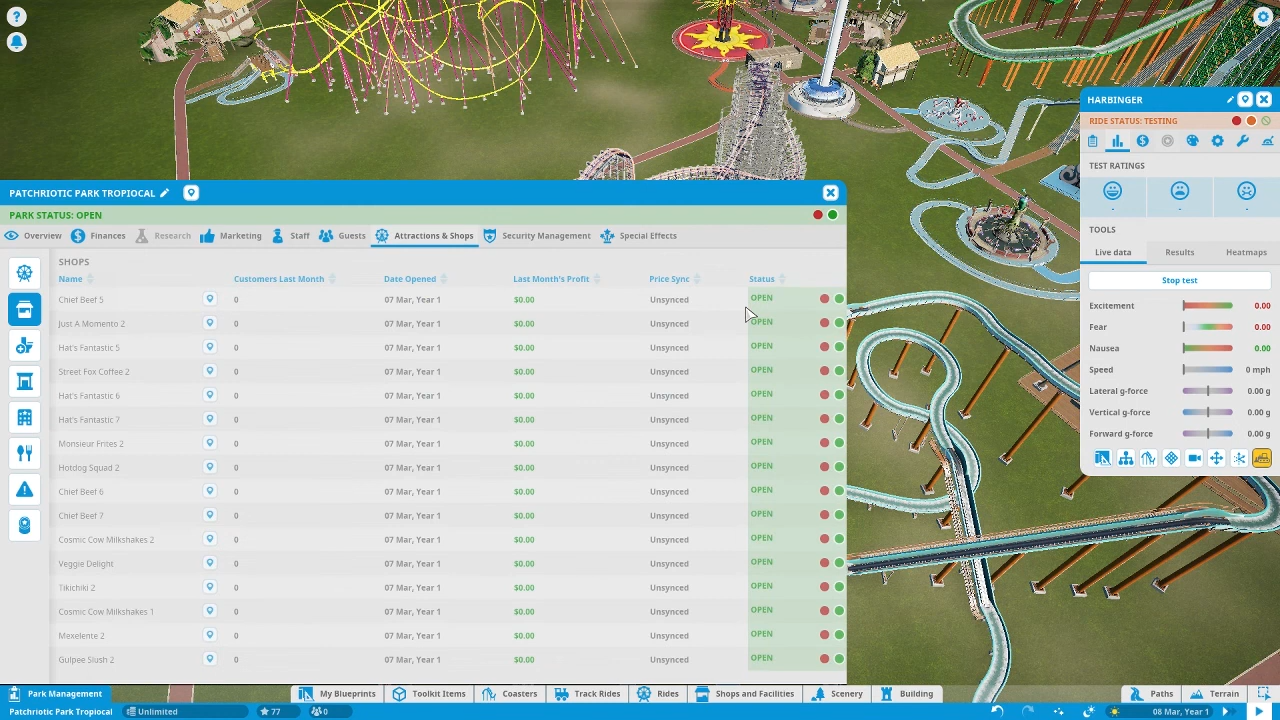 ?
HARBINGER
RIDE STATUS: TESTING
TEST RATINGS
- - -
TOOLS
Live data Results Heatmaps
Stop test
Excitement 0.00
Fear 0.00
Nausea 0.00
Speed 0 mph
Lateral g-force 0.00 g
Vertical g-force 0.00 g
Forward g-force 0.00 g
PATCHRIOTIC PARK TROPIOCAL
PARK STATUS: OPEN
Overview $ Finances Research Marketing Staff Guests Attractions & Shops Security Management Special Effects
SHOPS
Name Customers Last Month Date Opened Last Month's Profit Price Sync Status
Chief Beef 5 0 07 Mar, Year 1 $0.00 Unsynced OPEN
Just A Momento 2 0 07 Mar, Year 1 $0.00 Unsynced OPEN
Hat's Fantastic 5 0 07 Mar, Year 1 $0.00 Unsynced OPEN
Street Fox Coffee 2 0 07 Mar, Year 1 $0.00 Unsynced OPEN
Hat's Fantastic 6 0 07 Mar, Year 1 $0.00 Unsynced OPEN
Hat's Fantastic 7 0 07 Mar, Year 1 $0.00 Unsynced OPEN
Monsieur Frites 2 0 07 Mar, Year 1 $0.00 Unsynced OPEN
Hotdog Squad 2 0 07 Mar, Year 1 $0.00 Unsynced OPEN
Chief Beef 6 0 07 Mar, Year 1 $0.00 Unsynced OPEN
Chief Beef 7 0 07 Mar, Year 1 $0.00 Unsynced OPEN
Cosmic Cow Milkshakes 2 0 07 Mar, Year 1 $0.00 Unsynced OPEN
Veggie Delight 0 07 Mar, Year 1 $0.00 Unsynced OPEN
Tikichiki 2 0 07 Mar, Year 1 $0.00 Unsynced OPEN
Cosmic Cow Milkshakes 1 0 07 Mar, Year 1 $0.00 Unsynced OPEN
Mexelente 2 0 07 Mar, Year 1 $0.00 Unsynced OPEN
Gulpee Slush 2 0 07 Mar, Year 1 $0.00 Unsynced OPEN
Park Management My Blueprints Toolkit Items Coasters Track Rides Rides Shops and Facilities Scenery Building Paths Terrain
Patchriotic Park Tropiocal Unlimited 77 0 08 Mar, Year 1